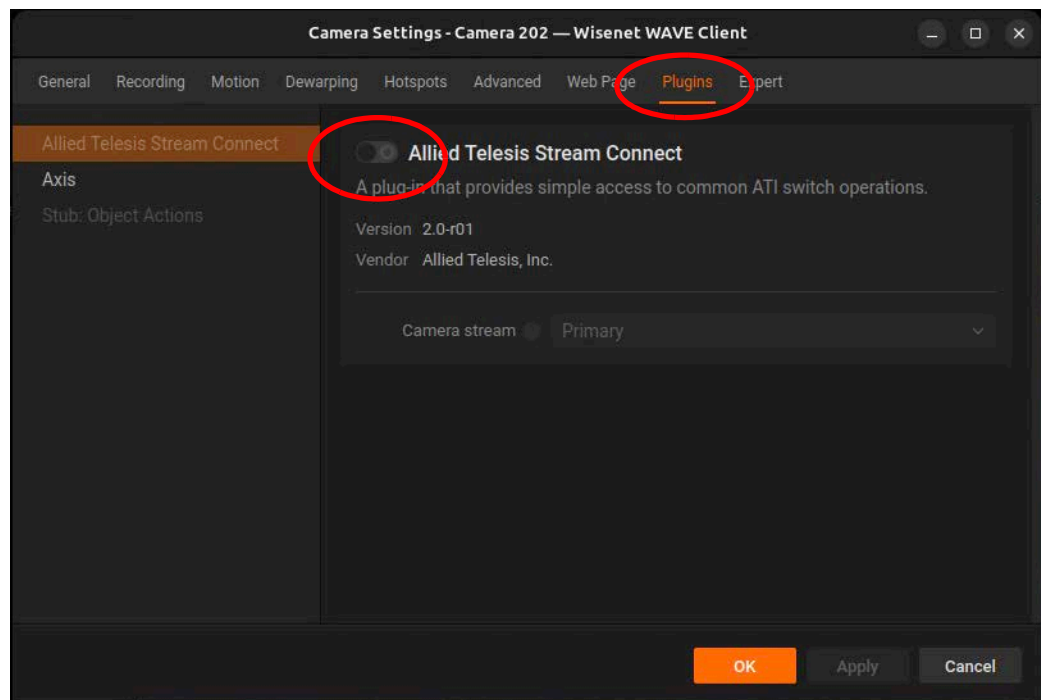 Camera Settings - Camera 202 — Wisenet WAVE Client
General Recording Motion Dewarping Hotspots Advanced Web Page Plugins Expert
Allied Telesis Stream Connect
Axis
Stub: Object Actions
Allied Telesis Stream Connect
A plug-in that provides simple access to common ATI switch operations.
Version 2.0-r01
Vendor Allied Telesis, Inc.
Camera stream Primary
OK Apply Cancel